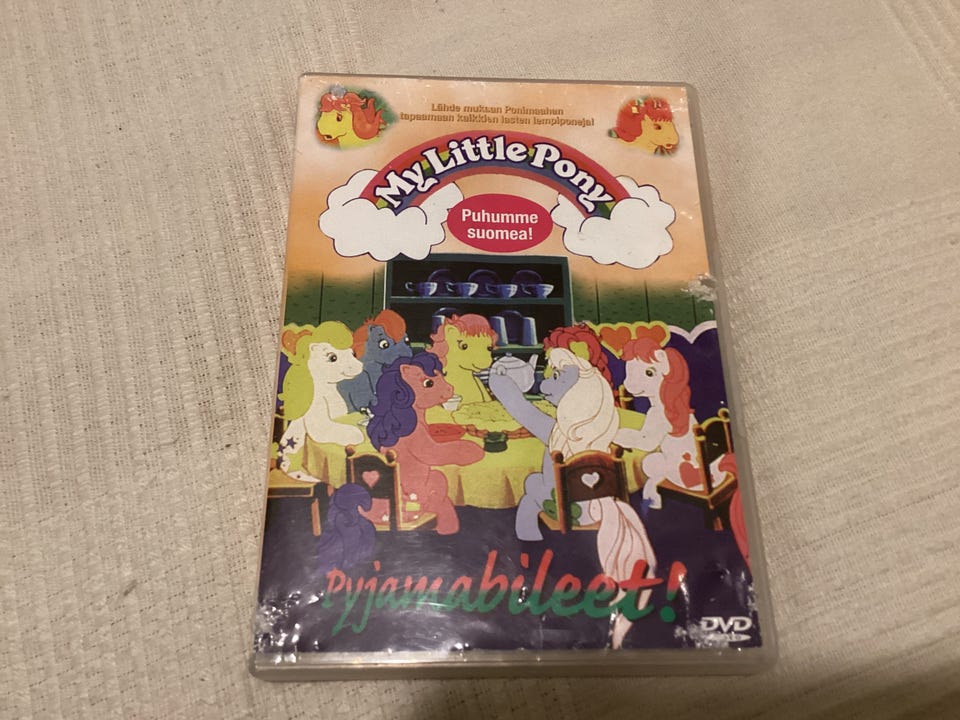 Lähde mukaan Ponimaahan
tapaamaan kaikkien lasten lempiponeja!
My Little Pony
Puhumme
suomea!
Pyjamabileet!
DVD